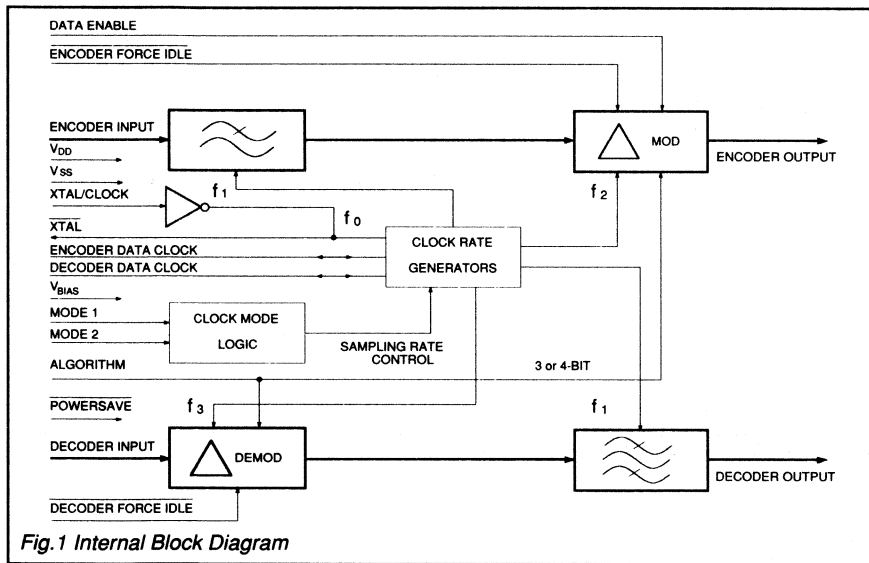 DATA ENABLE
ENCODER FORCE IDLE
ENCODER INPUT
MOD
ENCODER OUTPUT
VDD
VSS
XTAL/CLOCK
f1
f2
f0
XTAL
ENCODER DATA CLOCK
DECODER DATA CLOCK
CLOCK RATE
GENERATORS
VBIAS
MODE 1
MODE 2
CLOCK MODE
LOGIC
SAMPLING RATE
CONTROL
ALGORITHM
3 or 4-BIT
POWERSAVE
f3
f1
DECODER INPUT
DEMOD
DECODER OUTPUT
DECODER FORCE IDLE
Fig.1 Internal Block Diagram